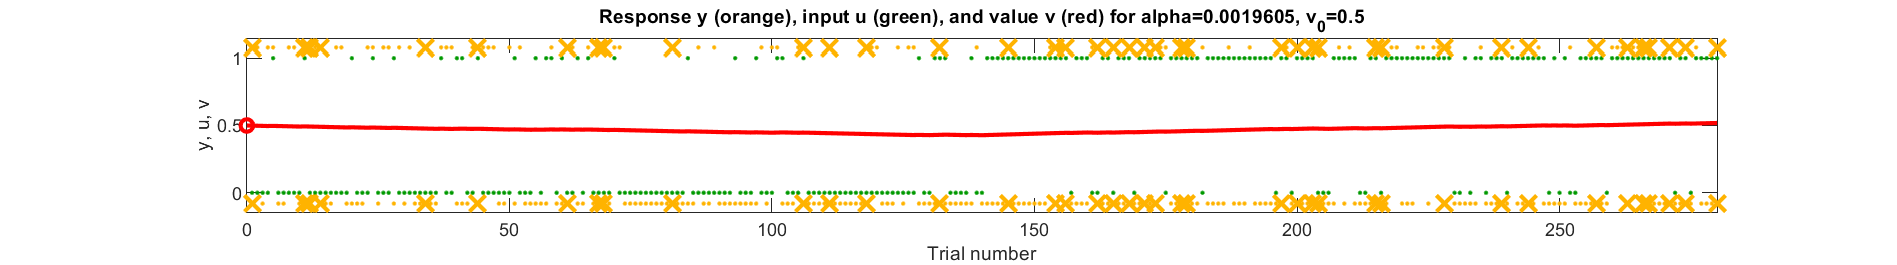 Response y (orange), input u (green), and value v (red) for alpha=0.0019605, v₀=0.5
y, u, v
1
0.5
0
0 50 100 150 200 250
Trial number